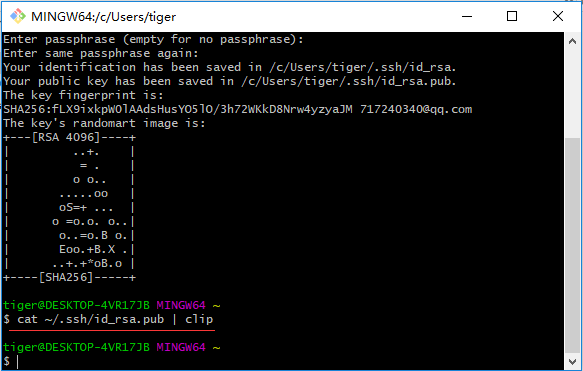 MINGW64:/c/Users/tiger
Enter passphrase (empty for no passphrase):
Enter same passphrase again:
Your identification has been saved in /c/Users/tiger/.ssh/id_rsa.
Your public key has been saved in /c/Users/tiger/.ssh/id_rsa.pub.
The key fingerprint is:
SHA256:fLX9ixkpWOlAAdsHusYO5lO/3h72WKkD8Nrw4yzyaJM 717240340@qq.com
The key's randomart image is:
+---[RSA 4096]----+
|         ..+.    |
|          = .    |
|         o o..   |
|       .....oo   |
|       oS=+ ...  |
|      o =o.o. o..|
|       o..=o.B o.|
|       Eoo.+B.X .|
|      ..+.+*oB.o |
+----[SHA256]-----+
tiger@DESKTOP-4VR17JB MINGW64 ~
$ cat ~/.ssh/id_rsa.pub | clip
tiger@DESKTOP-4VR17JB MINGW64 ~
$